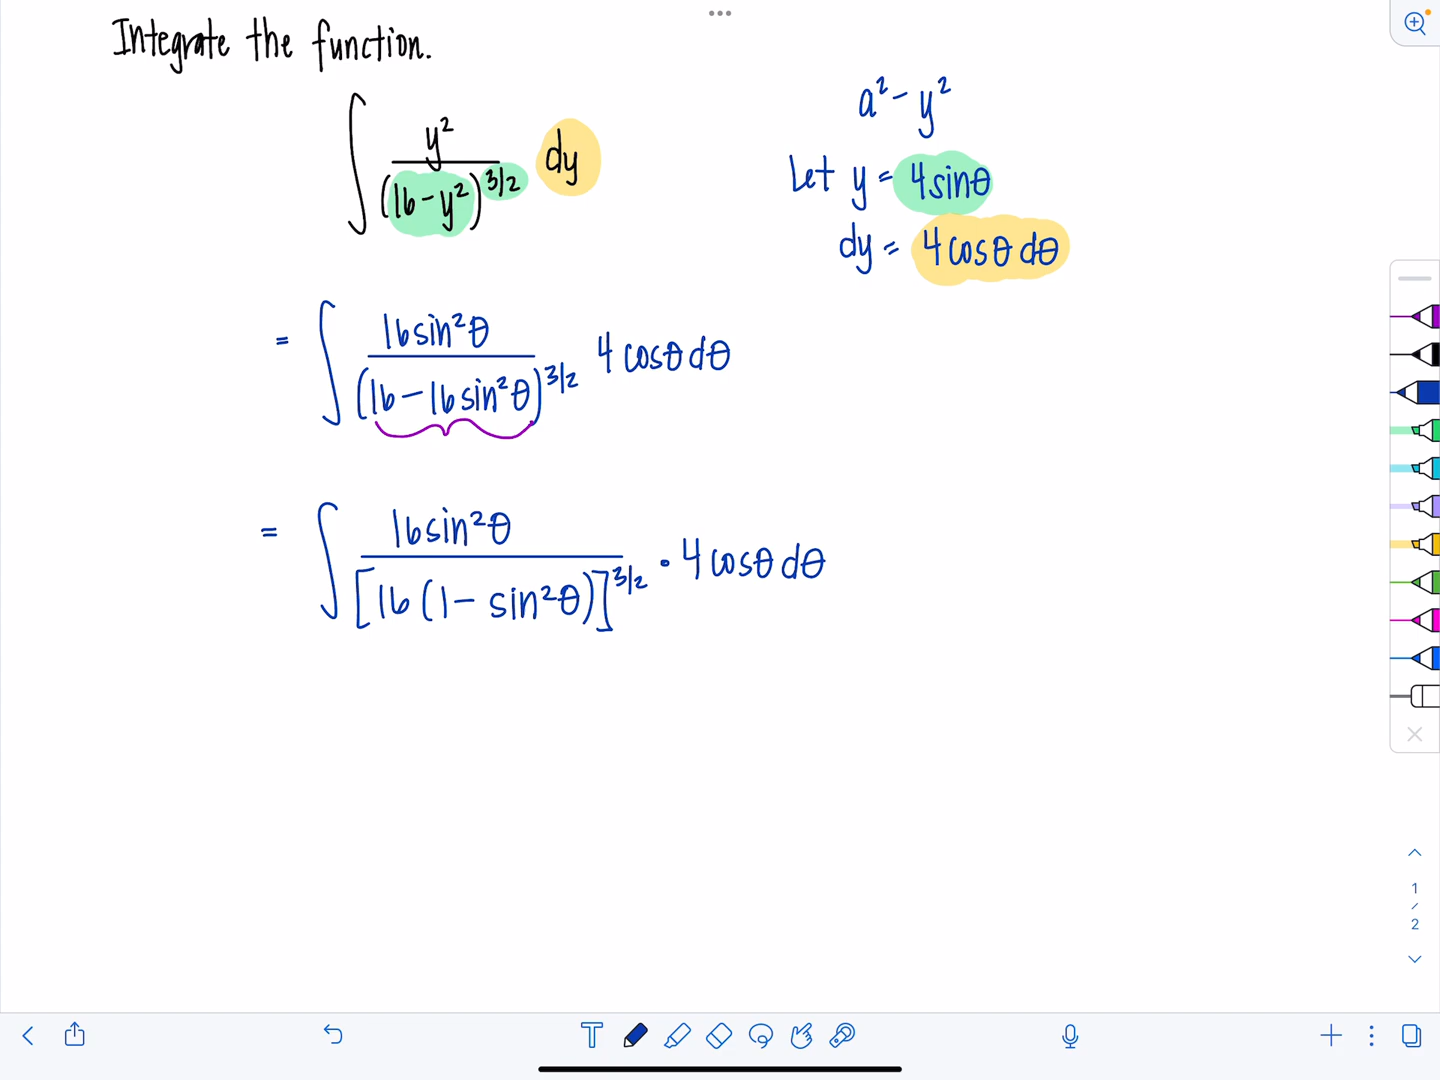 Integrate the function.
∫ y² / (16 - y²)^3/2 dy
a² - y²
Let y = 4sinθ
dy = 4cosθ dθ
= ∫ 16sin²θ / (16 - 16sin²θ)^3/2 4cosθ dθ
= ∫ 16sin²θ / [16(1 - sin²θ)]^3/2 · 4cosθ dθ
1
/
2
T